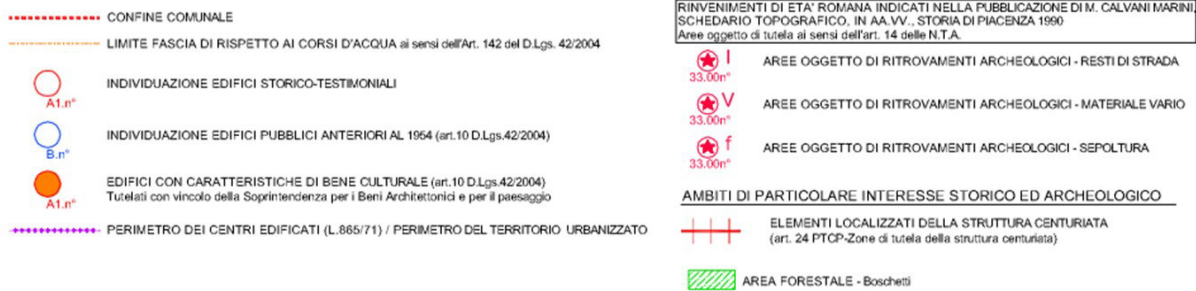 CONFINE COMUNALE
LIMITE FASCIA DI RISPETTO AI CORSI D'ACQUA ai sensi dell'Art. 142 del D.Lgs. 42/2004
INDIVIDUAZIONE EDIFICI STORICO-TESTIMONIALI
A1.n°
INDIVIDUAZIONE EDIFICI PUBBLICI ANTERIORI AL 1954 (art.10 D.Lgs.42/2004)
B.n°
EDIFICI CON CARATTERISTICHE DI BENE CULTURALE (art.10 D.Lgs.42/2004)
Tutelati con vincolo della Soprintendenza per i Beni Architettonici e per il paesaggio
A1.n°
PERIMETRO DEI CENTRI EDIFICATI (L.865/71) / PERIMETRO DEL TERRITORIO URBANIZZATO
RINVENIMENTI DI ETA' ROMANA INDICATI NELLA PUBBLICAZIONE DI M. CALVANI MARINI,
SCHEDARIO TOPOGRAFICO, IN AA.VV., STORIA DI PIACENZA 1990
Aree oggetto di tutela ai sensi dell'art. 14 delle N.T.A.
I
33.00n°
AREE OGGETTO DI RITROVAMENTI ARCHEOLOGICI - RESTI DI STRADA
V
33.00n°
AREE OGGETTO DI RITROVAMENTI ARCHEOLOGICI - MATERIALE VARIO
f
33.00n°
AREE OGGETTO DI RITROVAMENTI ARCHEOLOGICI - SEPOLTURA
AMBITI DI PARTICOLARE INTERESSE STORICO ED ARCHEOLOGICO
ELEMENTI LOCALIZZATI DELLA STRUTTURA CENTURIATA
(art. 24 PTCP-Zone di tutela della struttura centuriata)
AREA FORESTALE - Boschetti